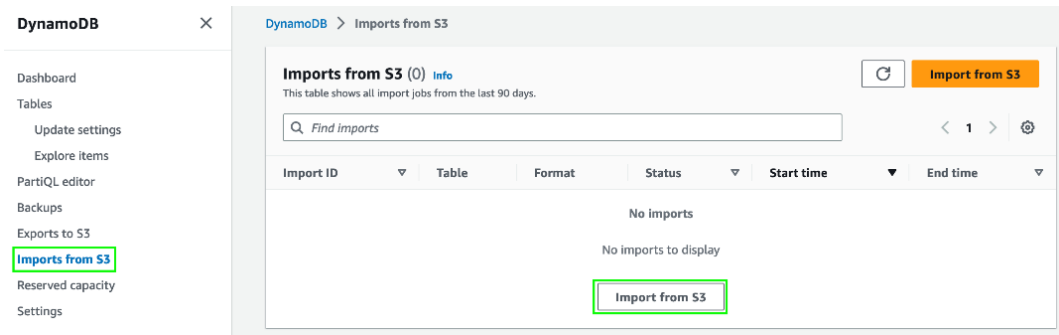 DynamoDB
Dashboard
Tables
Update settings
Explore items
PartiQL editor
Backups
Exports to S3
Imports from S3
Reserved capacity
Settings
DynamoDB > Imports from S3
Imports from S3 (0) Info
Import from S3
This table shows all import jobs from the last 90 days.
Find imports
1
Import ID Table Format Status Start time End time
No imports
No imports to display
Import from S3